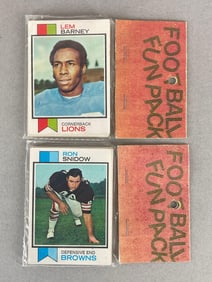 LEM
BARNEY
CORNERBACK
LIONS
FOOTBALL
FUN PACK
RON
SNIDOW
DEFENSIVE END
BROWNS
FOOTBALL
FUN PACK